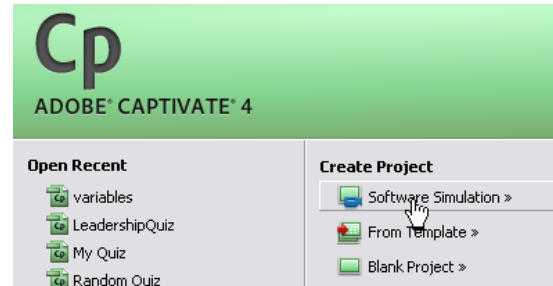 Cp
ADOBE® CAPTIVATE® 4
Open Recent
variables
LeadershipQuiz
My Quiz
Random Quiz
Create Project
Software Simulation »
From Template »
Blank Project »